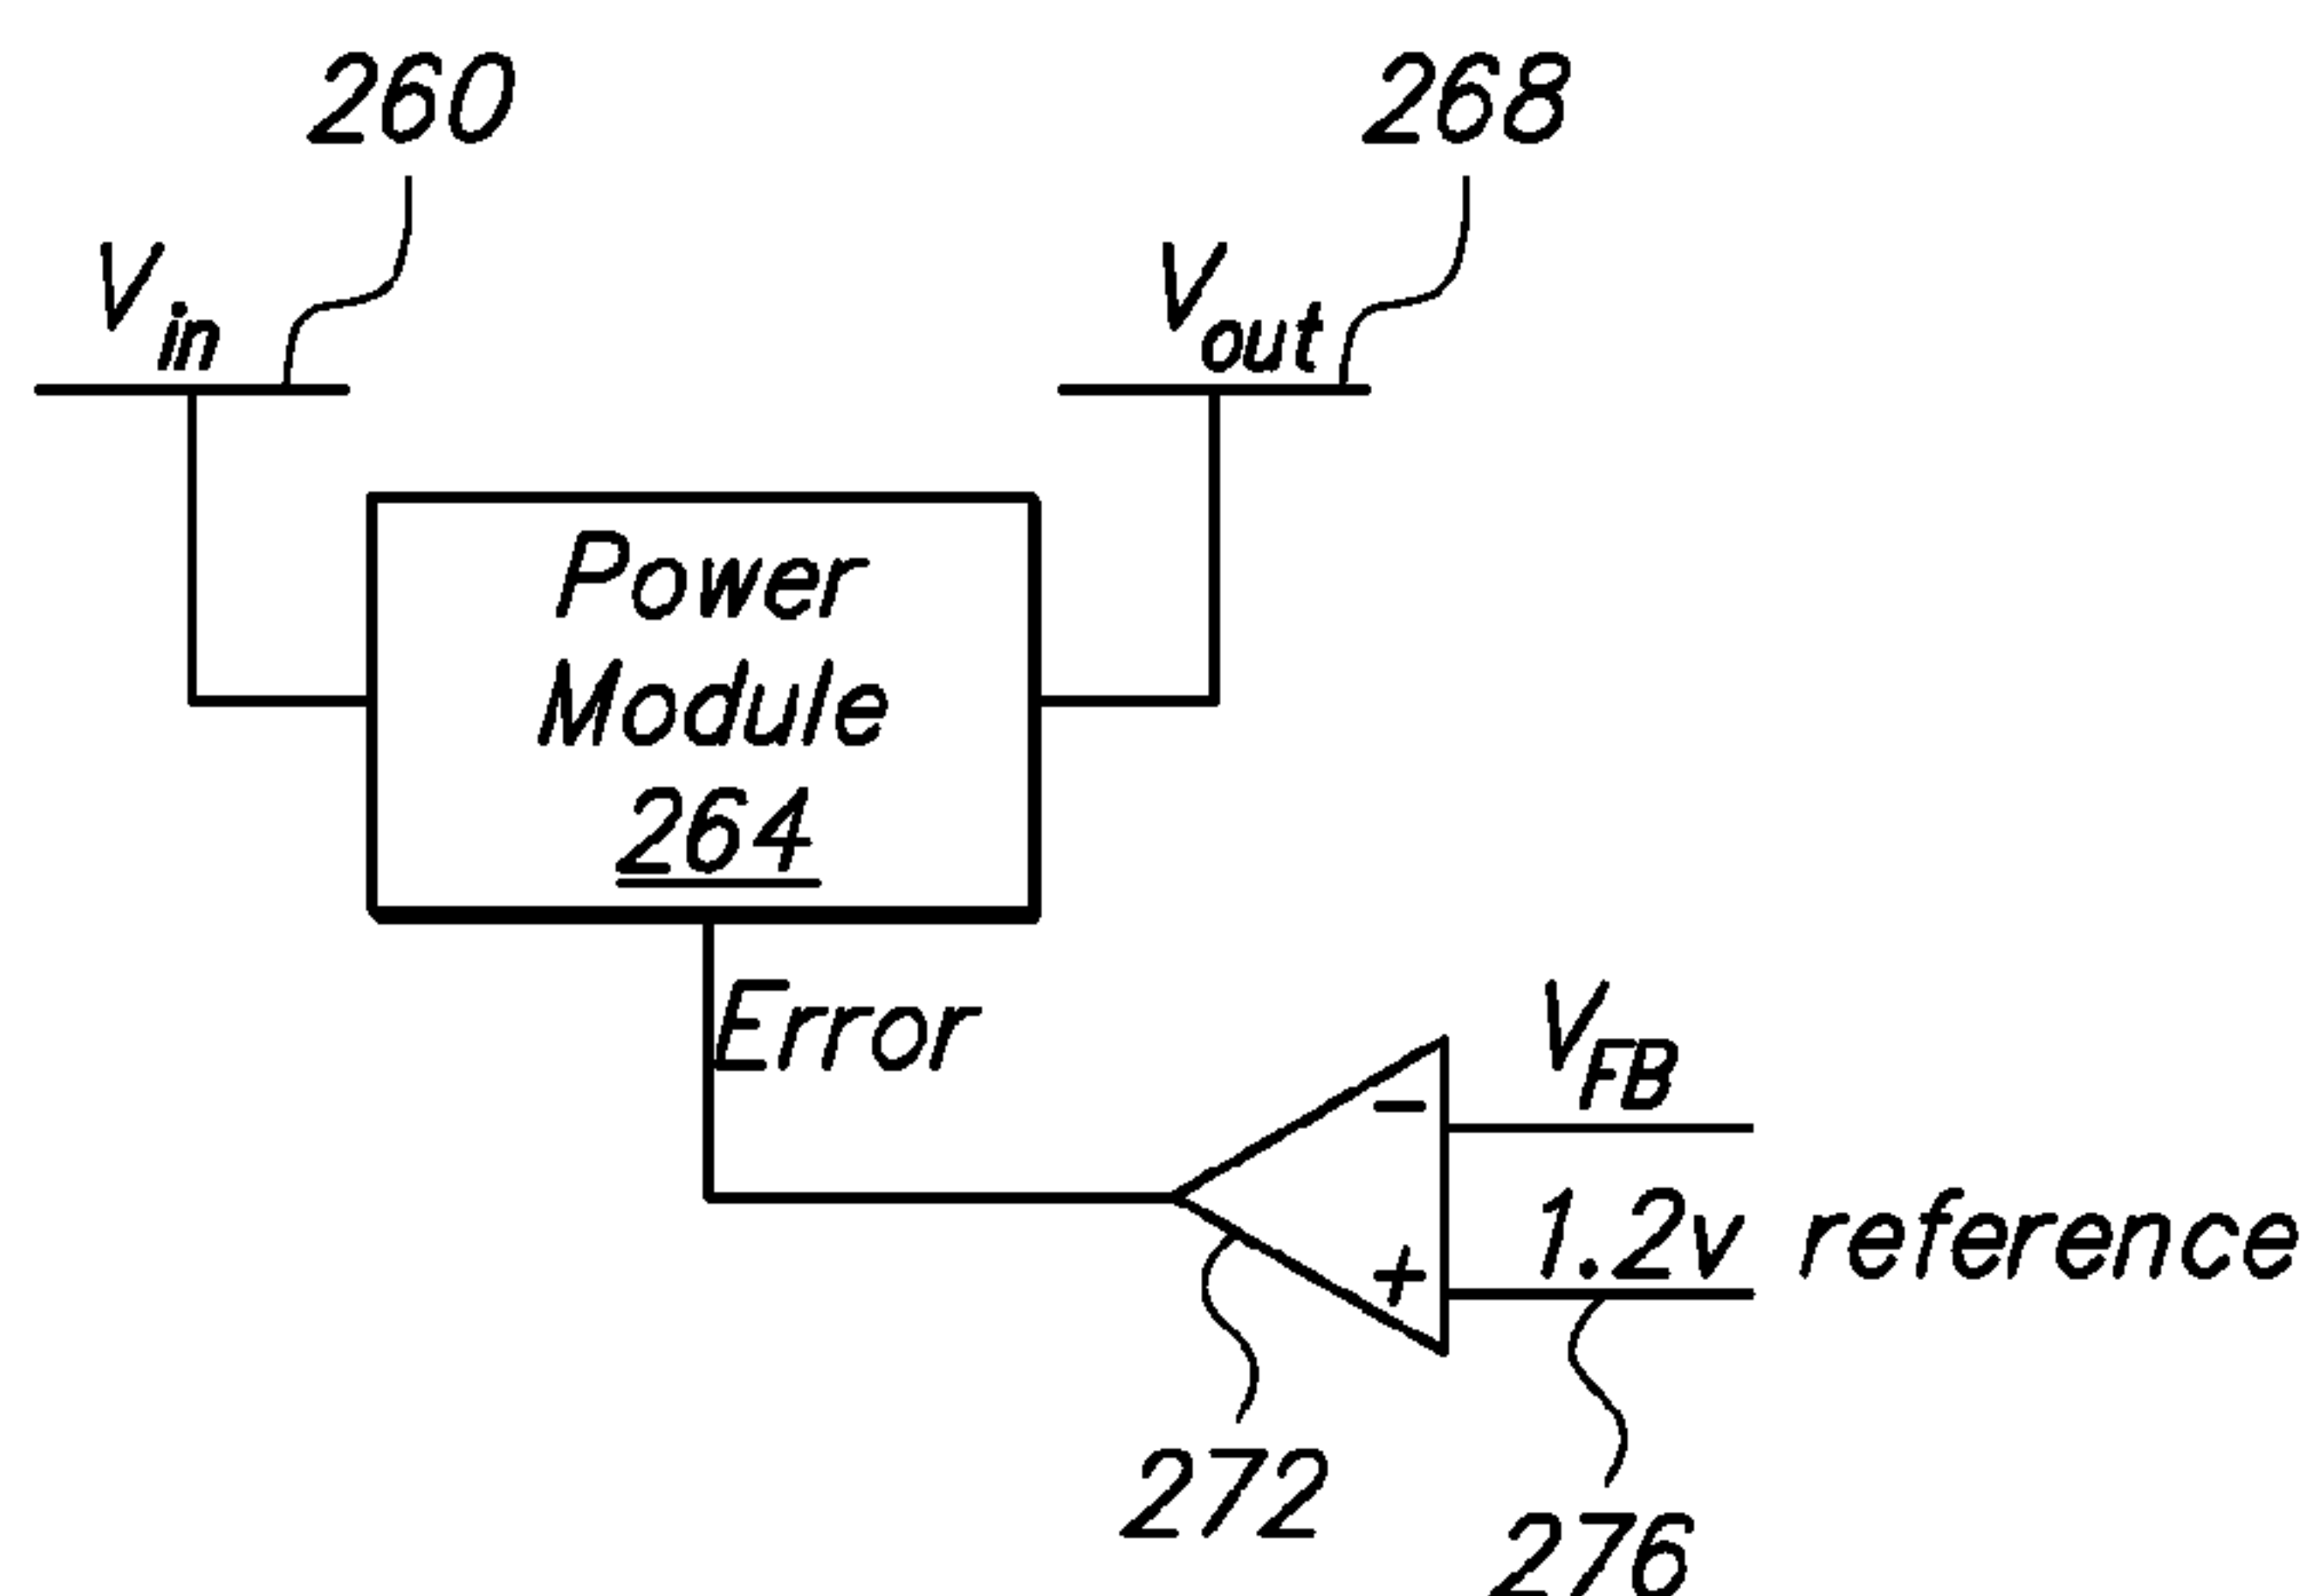 260
268
Vin
Vout
Power
Module
264
Error
VFB
-
1.2v reference
+
272
276